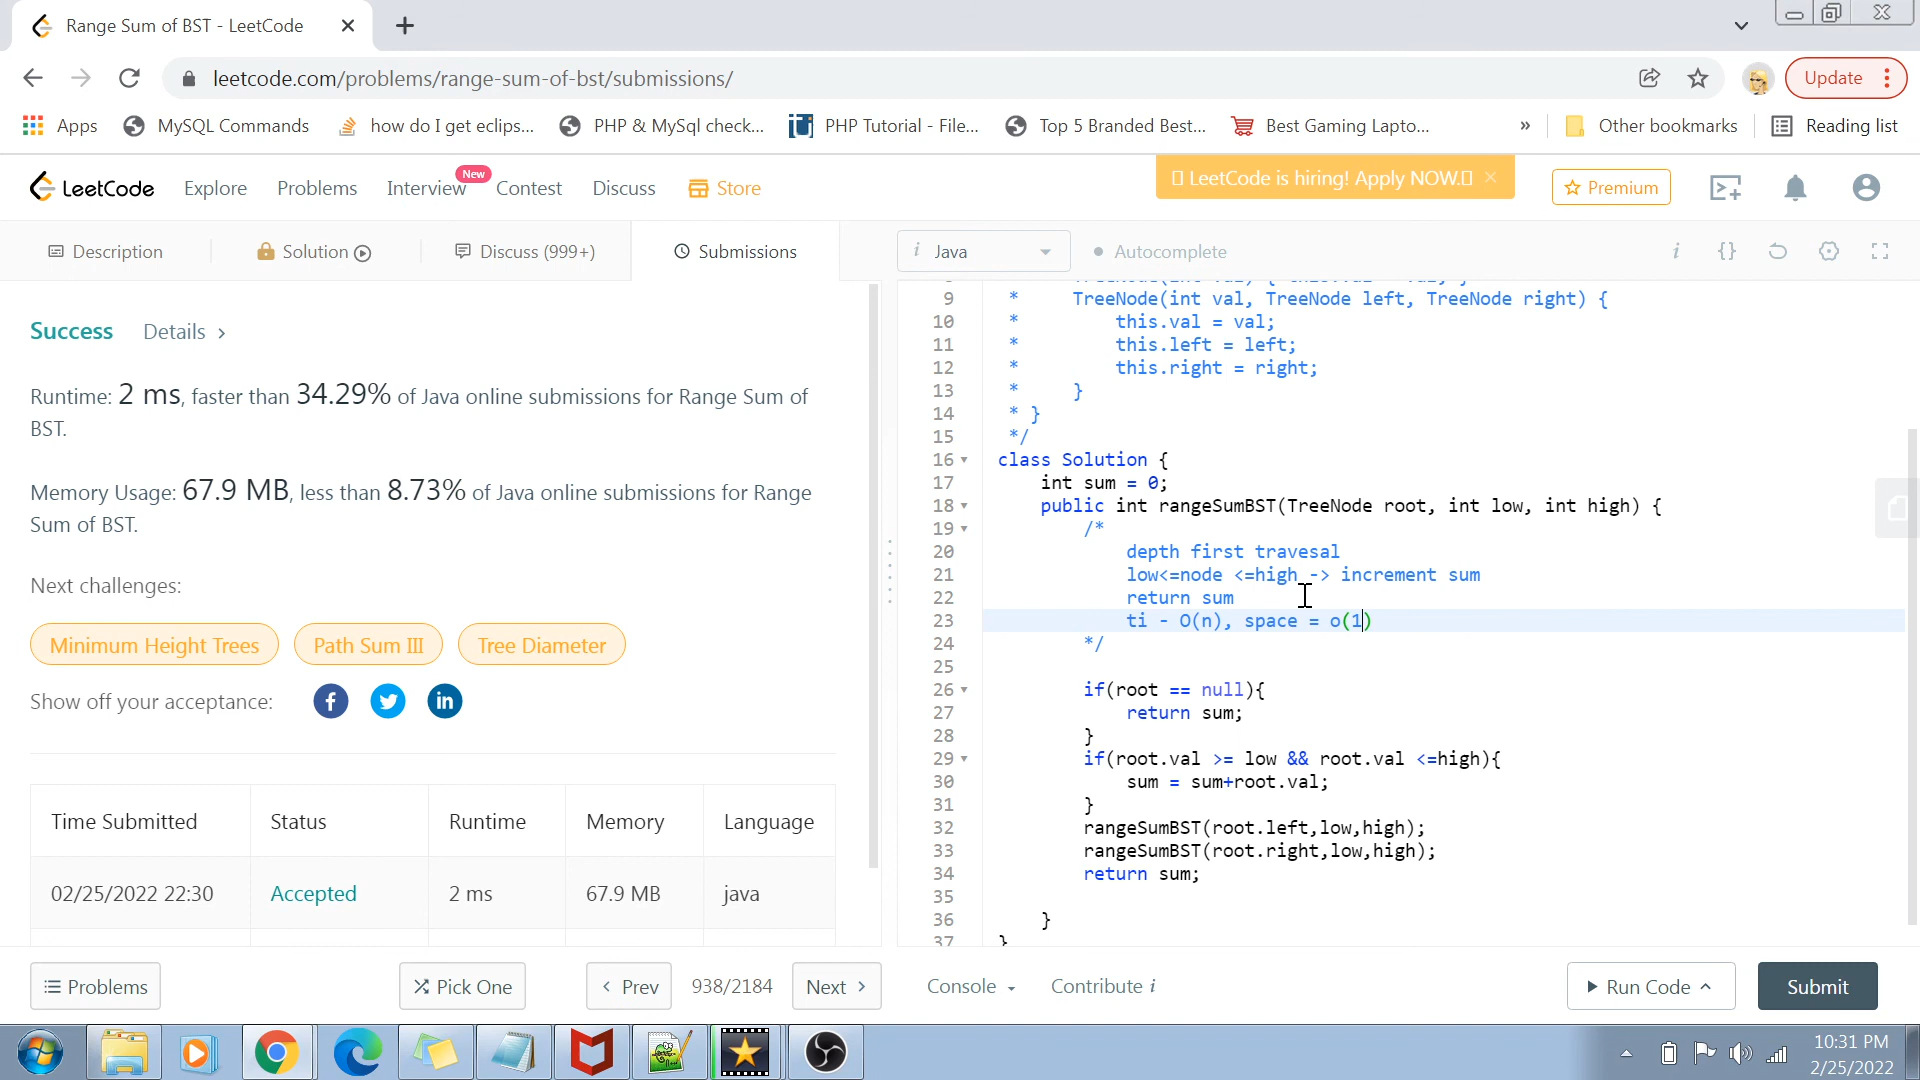 Range Sum of BST - LeetCode
leetcode.com/problems/range-sum-of-bst/submissions/
Update
Apps
MySQL Commands
how do I get eclips...
PHP & MySql check...
PHP Tutorial - File...
Top 5 Branded Best...
Best Gaming Lapto...
»
Other bookmarks
Reading list
LeetCode
Explore
Problems
Interview
New
Contest
Discuss
Store
LeetCode is hiring! Apply NOW.
Premium
Description
Solution
Discuss (999+)
Submissions
i Java
Autocomplete
i {}
Success
Details >
Runtime: 2 ms, faster than 34.29% of Java online submissions for Range Sum of
BST.
Memory Usage: 67.9 MB, less than 8.73% of Java online submissions for Range
Sum of BST.
Next challenges:
Minimum Height Trees
Path Sum III
Tree Diameter
Show off your acceptance:
Time Submitted Status Runtime Memory Language
02/25/2022 22:30 Accepted 2 ms 67.9 MB java
9 * TreeNode(int val, TreeNode left, TreeNode right) {
10 * this.val = val;
11 * this.left = left;
12 * this.right = right;
13 * }
14 * }
15 */
16 class Solution {
17 int sum = 0;
18 public int rangeSumBST(TreeNode root, int low, int high) {
19 /*
20 depth first travesal
21 low<=node <=high -> increment sum
22 return sum
23 ti - O(n), space = o(1)
24 */
25
26 if(root == null){
27 return sum;
28 }
29 if(root.val >= low && root.val <=high){
30 sum = sum+root.val;
31 }
32 rangeSumBST(root.left,low,high);
33 rangeSumBST(root.right,low,high);
34 return sum;
35
36 }
37 }
Problems
Pick One
< Prev
938/2184
Next >
Console
Contribute i
Run Code
Submit
10:31 PM
2/25/2022